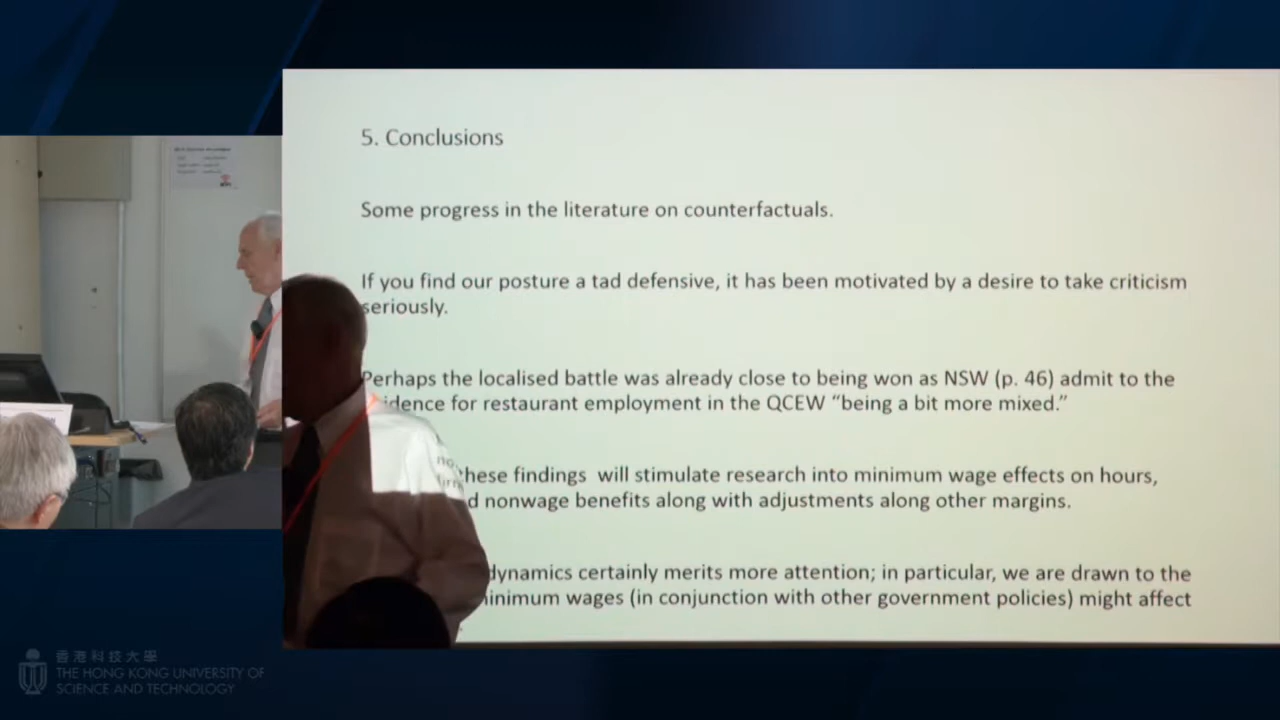 5. Conclusions
Some progress in the literature on counterfactuals.
If you find our posture a tad defensive, it has been motivated by a desire to take criticism
seriously.
Perhaps the localised battle was already close to being won as NSW (p. 46) admit to the
idence for restaurant employment in the QCEW “being a bit more mixed.”
these findings will stimulate research into minimum wage effects on hours,
d nonwage benefits along with adjustments along other margins.
dynamics certainly merits more attention; in particular, we are drawn to the
inimum wages (in conjunction with other government policies) might affect
香港科技大學
THE HONG KONG UNIVERSITY OF
SCIENCE AND TECHNOLOGY